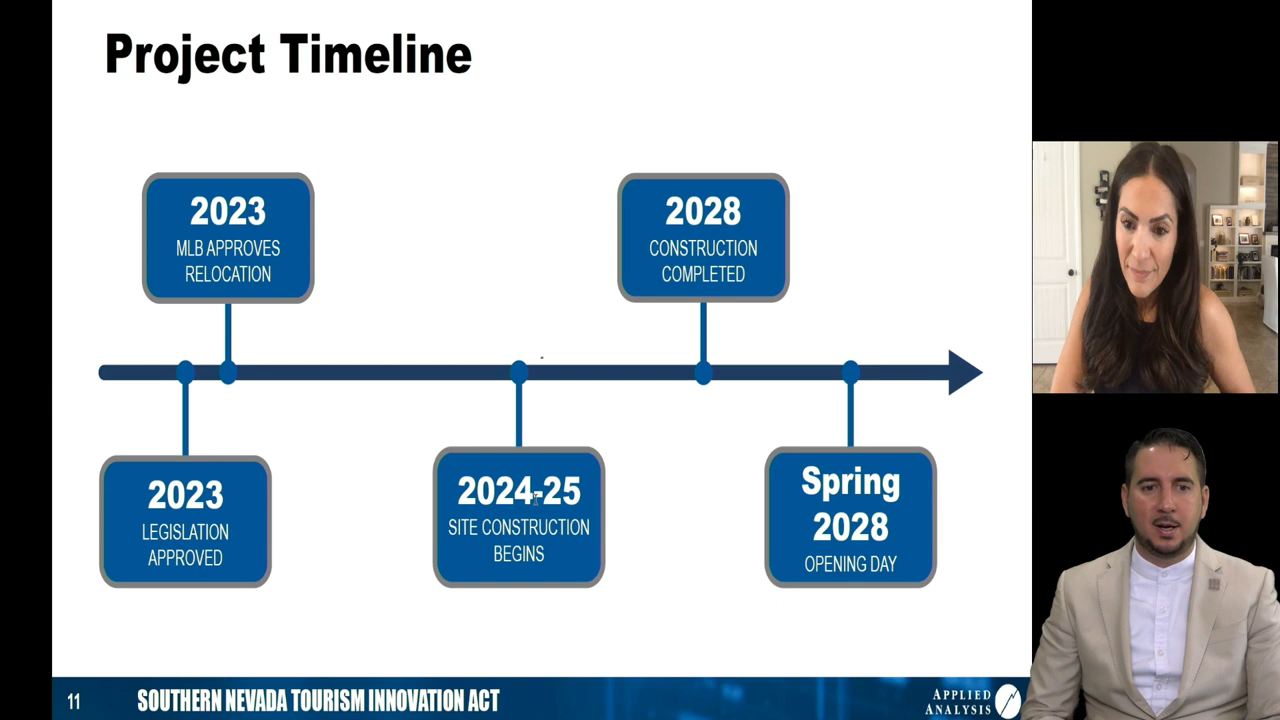 Project Timeline
2023
MLB APPROVES
RELOCATION
2028
CONSTRUCTION
COMPLETED
2023
LEGISLATION
APPROVED
2024-25
SITE CONSTRUCTION
BEGINS
Spring
2028
OPENING DAY
11
SOUTHERN NEVADA TOURISM INNOVATION ACT
APPLIED
ANALYSIS